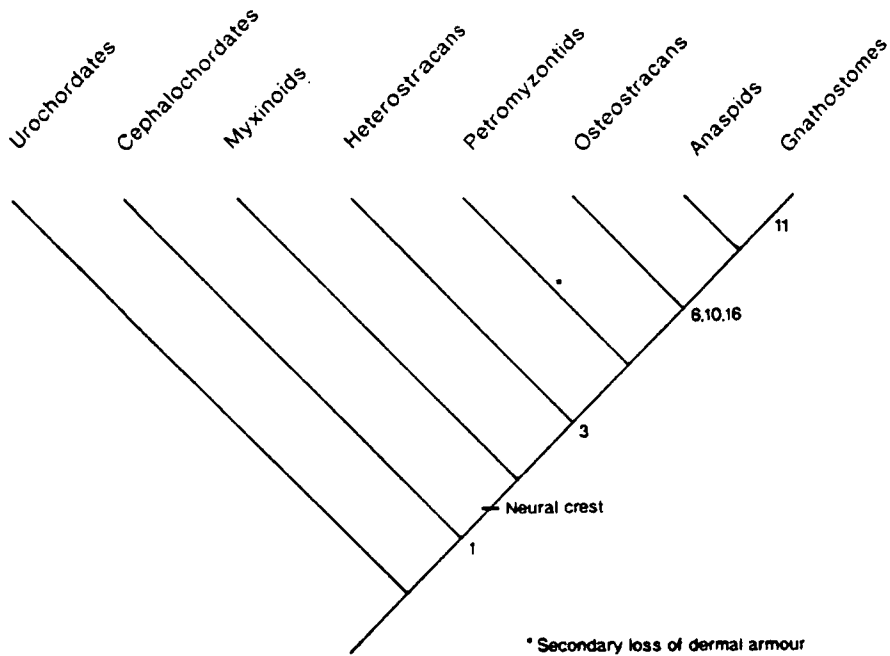 Urochordates
Cephalochordates
Myxinoids
Heterostracans
Petromyzontids
Osteostracans
Anaspids
Gnathostomes
11
6,10,16
3
Neural crest
1
* Secondary loss of dermal armour